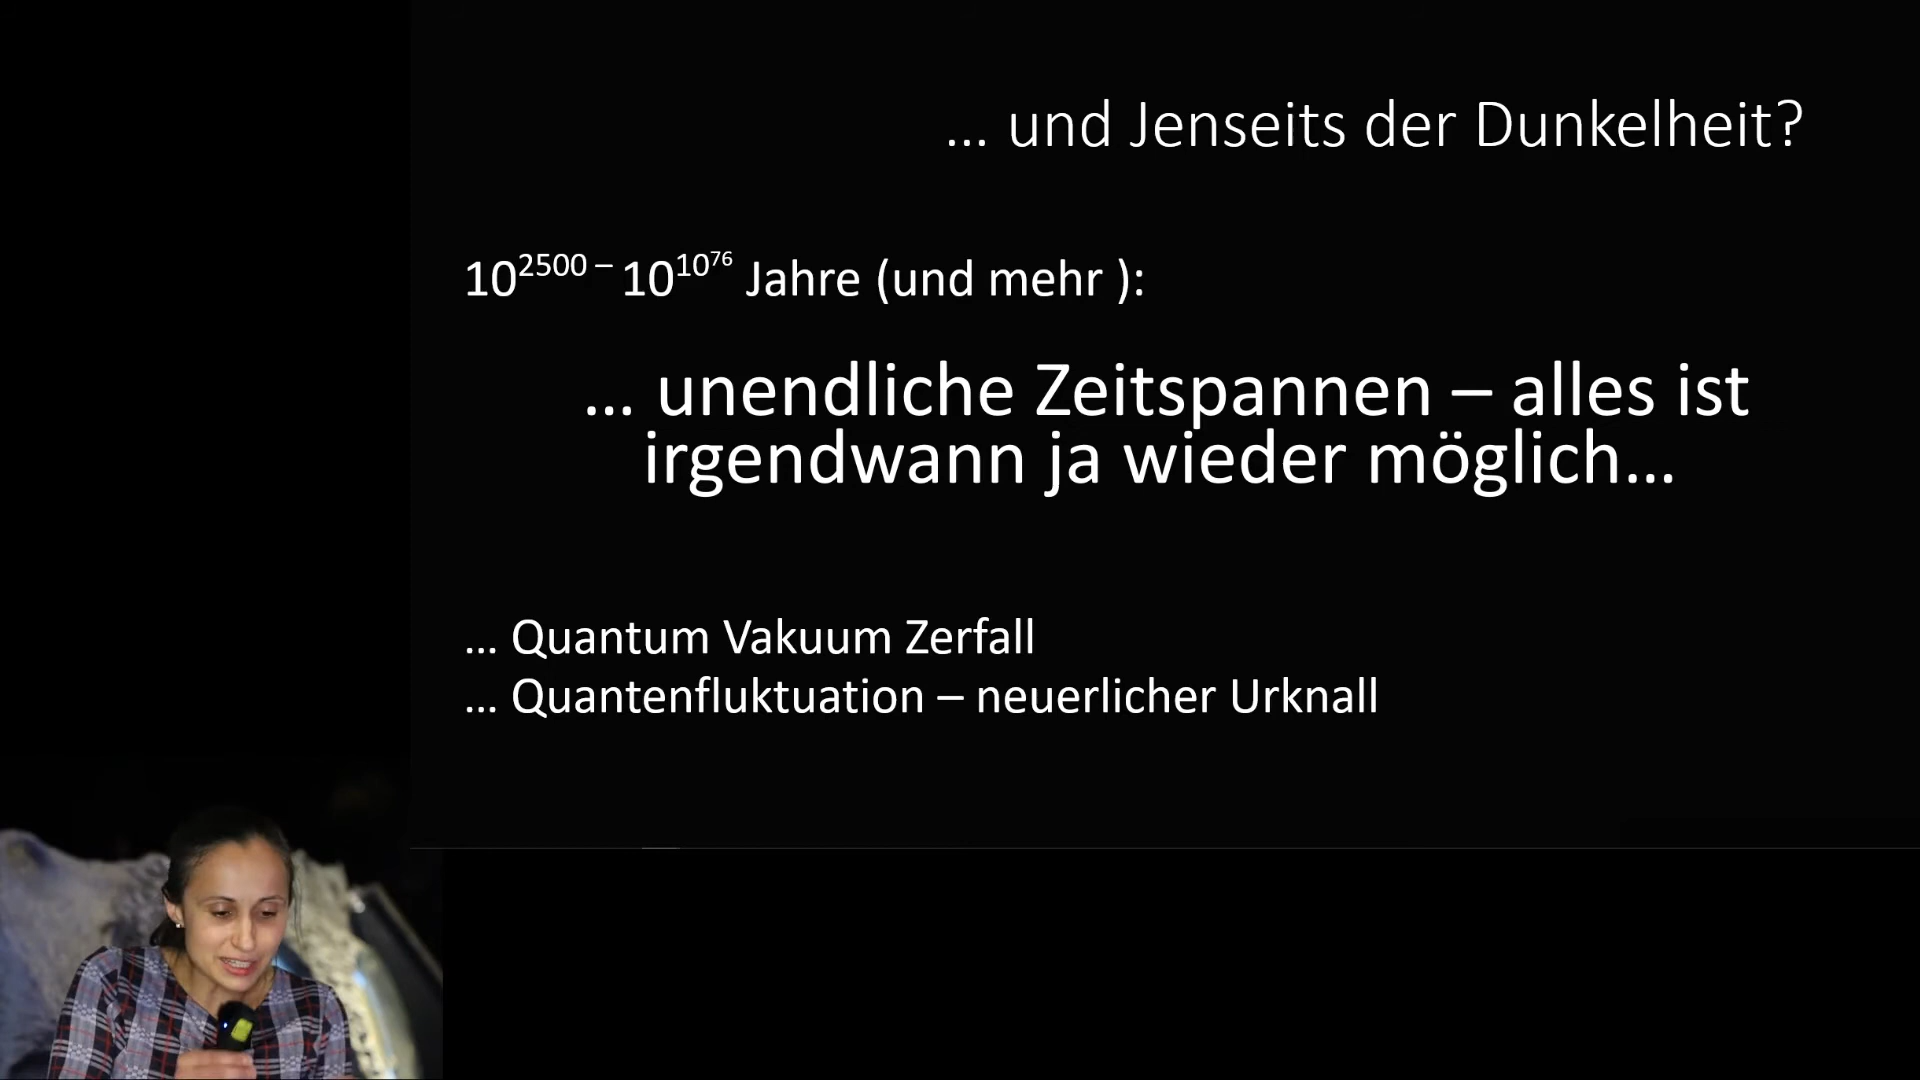 ... und Jenseits der Dunkelheit?
10^2500 – 10^10^76 Jahre (und mehr ):
... unendliche Zeitspannen – alles ist
irgendwann ja wieder möglich...
... Quantum Vakuum Zerfall
... Quantenfluktuation – neuerlicher Urknall